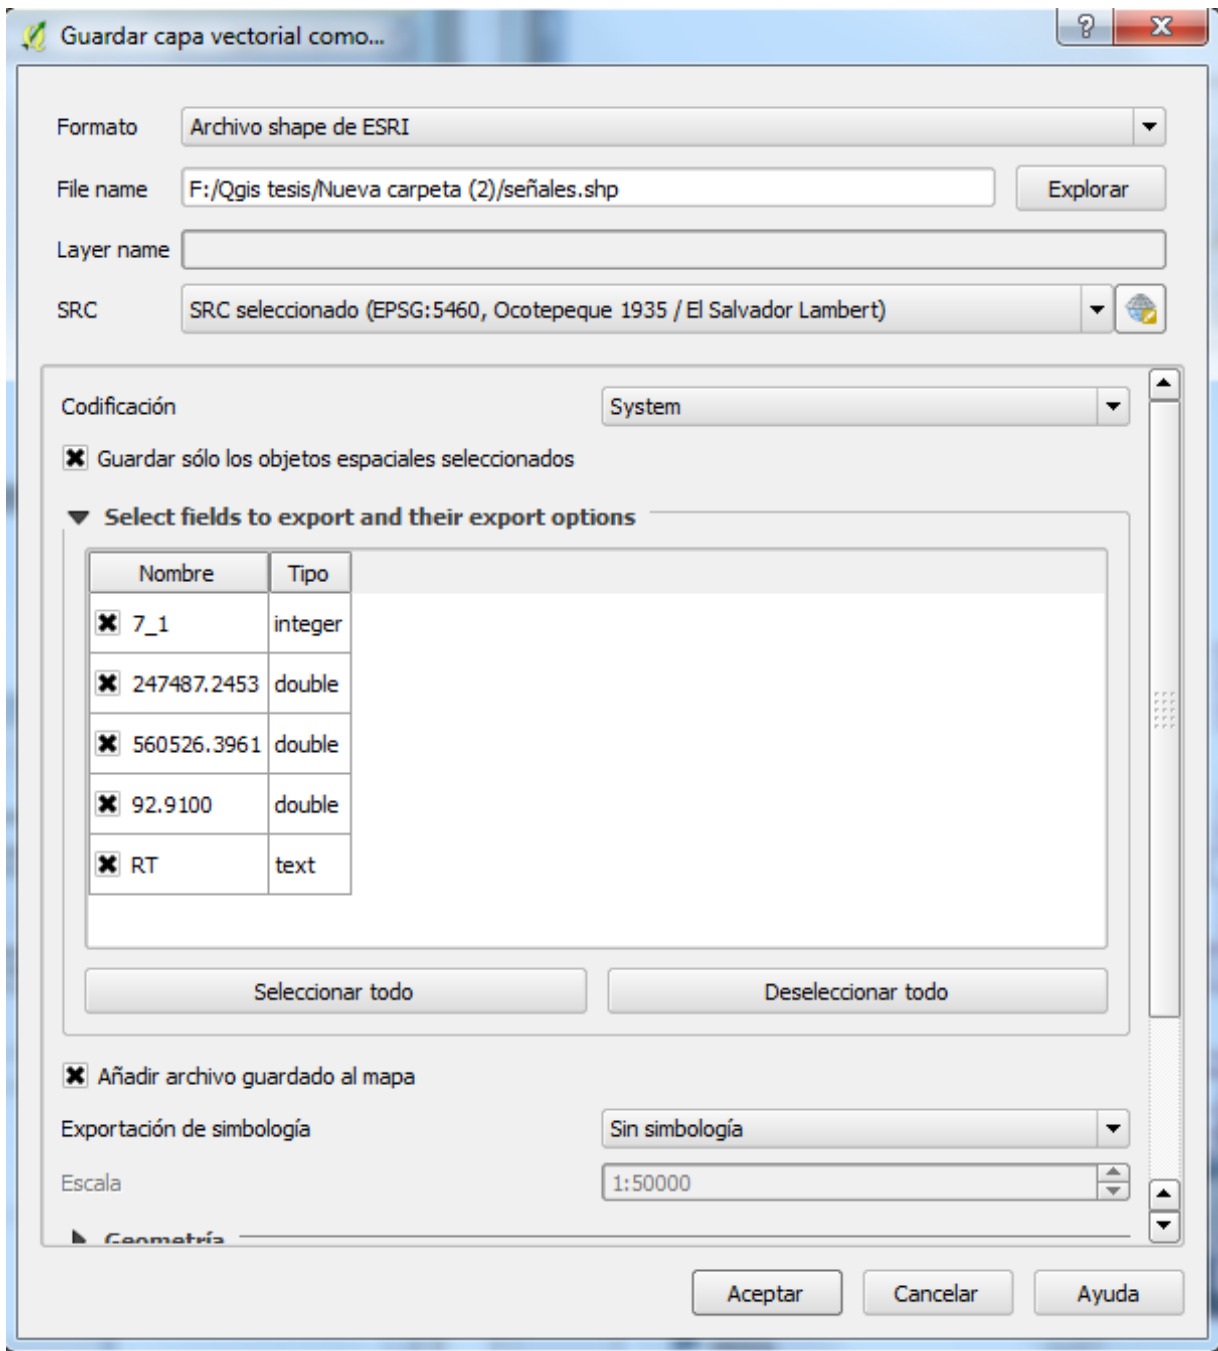 Guardar capa vectorial como...
Formato Archivo shape de ESRI
File name F:/Qgis tesis/Nueva carpeta (2)/señales.shp Explorar
Layer name
SRC SRC seleccionado (EPSG:5460, Ocotepeque 1935 / El Salvador Lambert)
Codificación System
Guardar sólo los objetos espaciales seleccionados
Select fields to export and their export options
Nombre Tipo
7_1 integer
247487.2453 double
560526.3961 double
92.9100 double
RT text
Seleccionar todo Deseleccionar todo
Añadir archivo guardado al mapa
Exportación de simbología Sin simbología
Escala 1:50000
Geometría
Aceptar Cancelar Ayuda